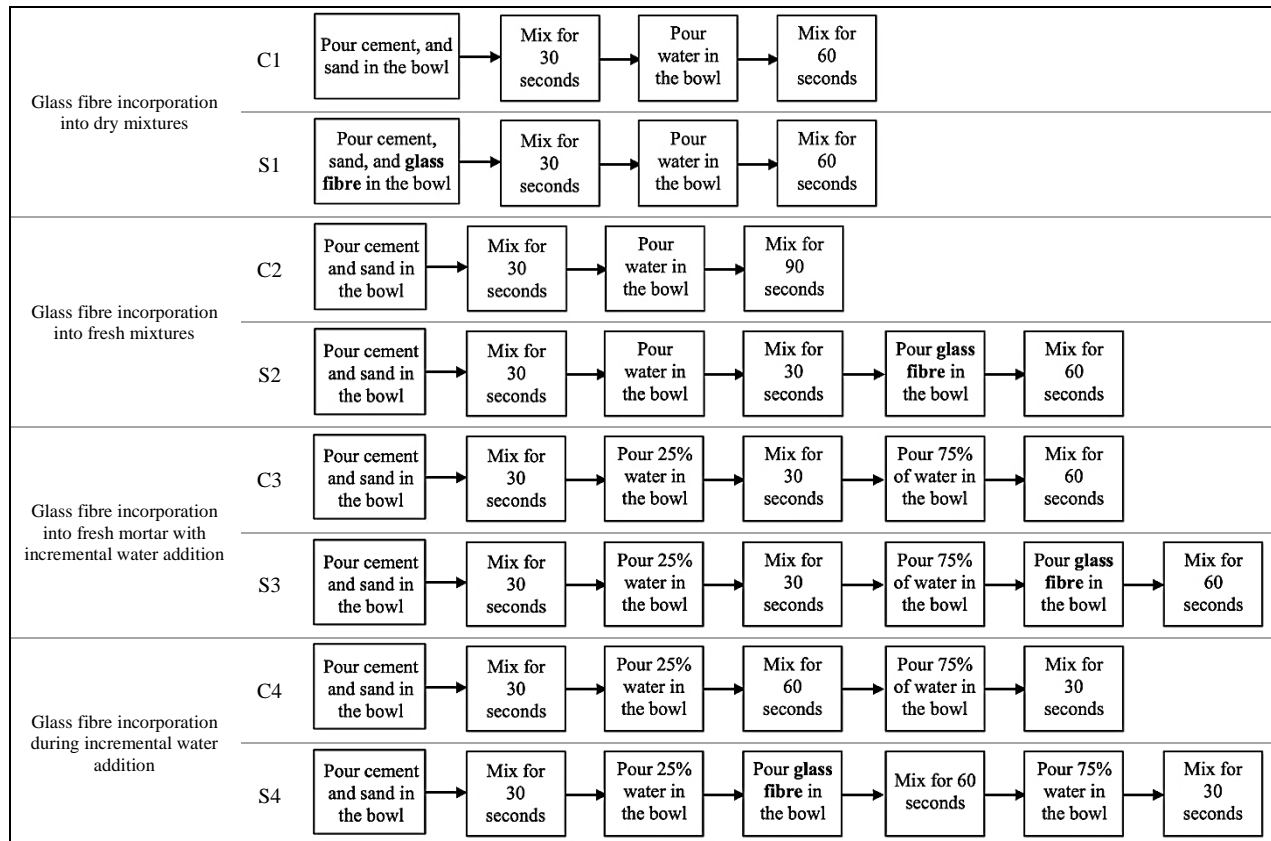 Glass fibre incorporation
into dry mixtures
C1
Pour cement, and
sand in the bowl
Mix for
30
seconds
Pour
water in
the bowl
Mix for
60
seconds
S1
Pour cement,
sand, and glass
fibre in the bowl
Mix for
30
seconds
Pour
water in
the bowl
Mix for
60
seconds
Glass fibre incorporation
into fresh mixtures
C2
Pour cement
and sand in
the bowl
Mix for
30
seconds
Pour
water in
the bowl
Mix for
90
seconds
S2
Pour cement
and sand in
the bowl
Mix for
30
seconds
Pour
water in
the bowl
Mix for
30
seconds
Pour glass
fibre in
the bowl
Mix for
60
seconds
Glass fibre incorporation
into fresh mortar with
incremental water addition
C3
Pour cement
and sand in
the bowl
Mix for
30
seconds
Pour 25%
water in
the bowl
Mix for
30
seconds
Pour 75%
of water in
the bowl
Mix for
60
seconds
S3
Pour cement
and sand in
the bowl
Mix for
30
seconds
Pour 25%
water in
the bowl
Mix for
30
seconds
Pour 75%
of water in
the bowl
Pour glass
fibre in
the bowl
Mix for
60
seconds
Glass fibre incorporation
during incremental water
addition
C4
Pour cement
and sand in
the bowl
Mix for
30
seconds
Pour 25%
water in
the bowl
Mix for
60
seconds
Pour 75%
of water in
the bowl
Mix for
30
seconds
S4
Pour cement
and sand in
the bowl
Mix for
30
seconds
Pour 25%
water in
the bowl
Pour glass
fibre in
the bowl
Mix for 60
seconds
Pour 75%
water in
the bowl
Mix for
30
seconds